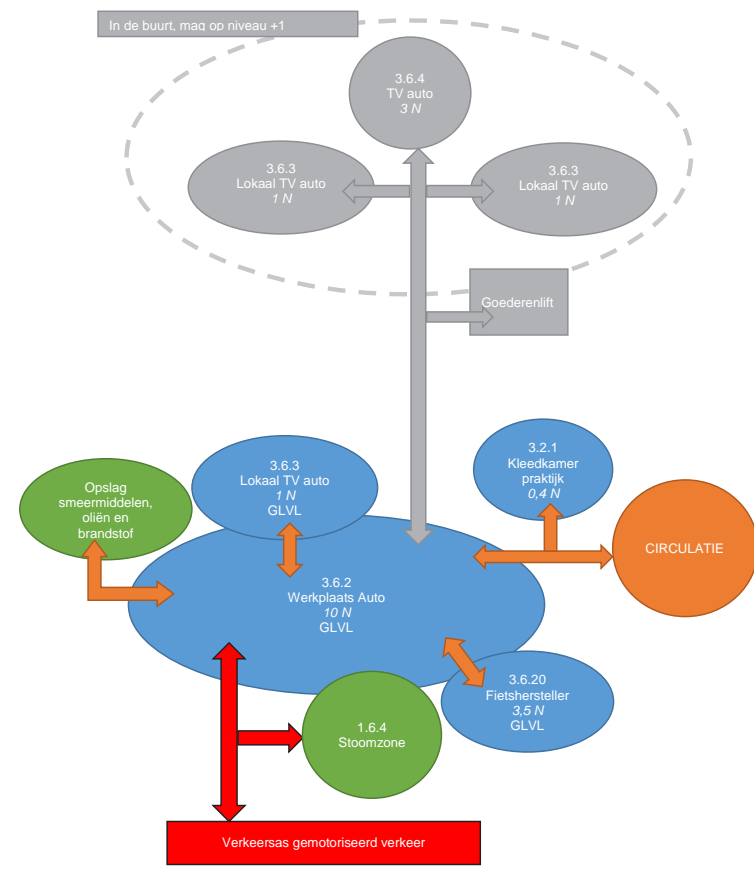 In de buurt, mag op niveau +1
3.6.4
TV auto
3 N
3.6.3
Lokaal TV auto
1 N
3.6.3
Lokaal TV auto
1 N
Goederenlift
3.2.1
Kleedkamer
praktijk
0,4 N
3.6.3
Lokaal TV auto
1 N
GLVL
Opslag
smeermiddelen,
oliën en
brandstof
CIRCULATIE
3.6.2
Werkplaats Auto
10 N
GLVL
3.6.20
Fietshersteller
3,5 N
GLVL
1.6.4
Stoomzone
Verkeersas gemotoriseerd verkeer